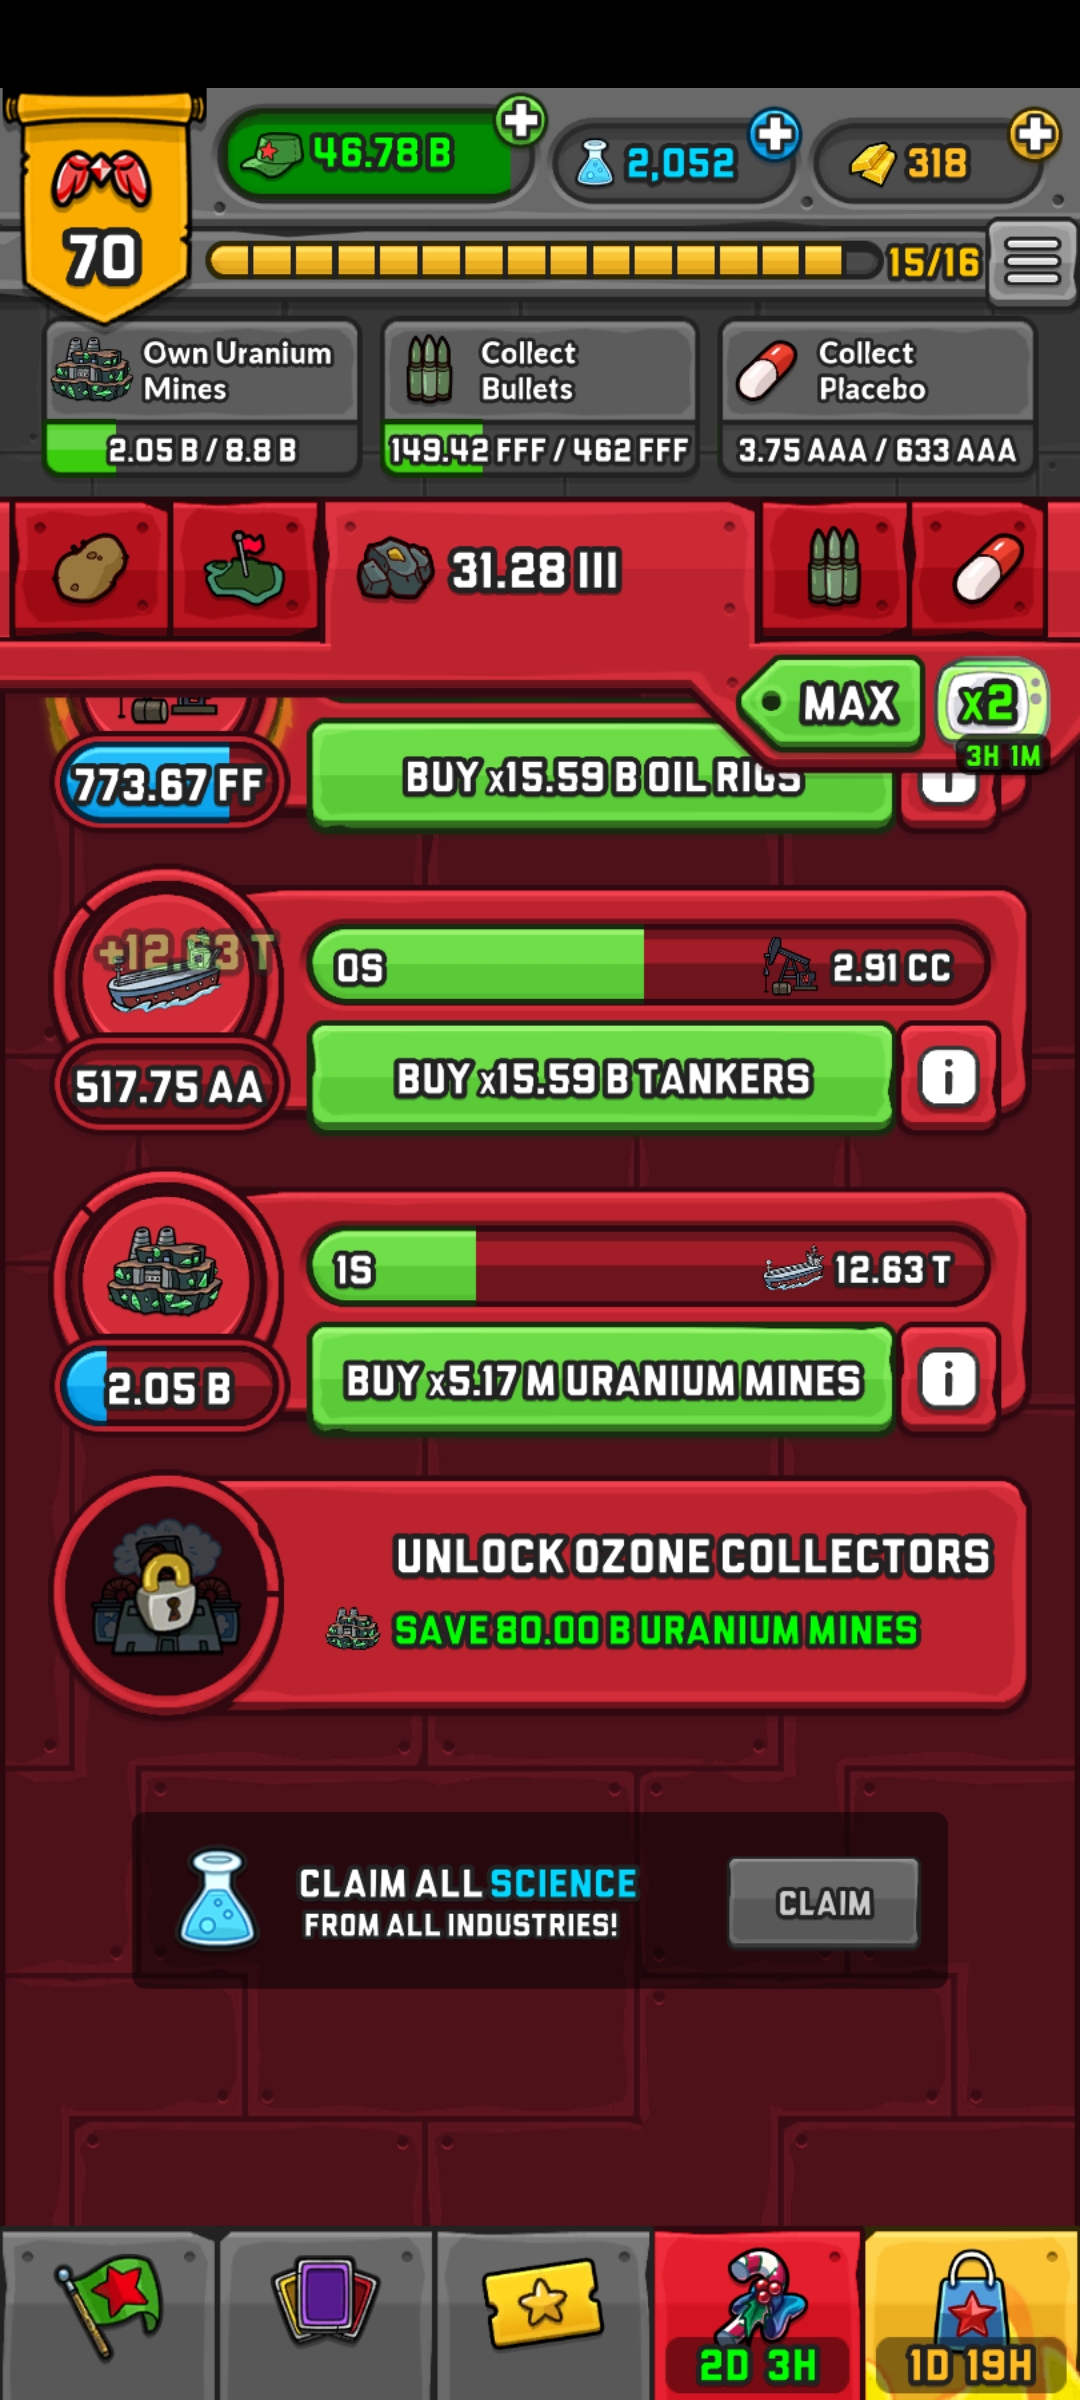 46.78 B
2,052
318
70
15/16
Own Uranium
Mines
Collect
Bullets
Collect
Placebo
2.05 B / 8.8 B
149.42 FFF / 462 FFF
3.75 AAA / 633 AAA
31.28 III
MAX
x2
3H 1M
773.67 FF
BUY x15.59 B OIL RIGS
+12.63 T
0S
2.91 CC
517.75 AA
BUY x15.59 B TANKERS
i
1S
12.63 T
2.05 B
BUY x5.17 M URANIUM MINES
i
UNLOCK OZONE COLLECTORS
SAVE 80.00 B URANIUM MINES
CLAIM ALL SCIENCE
FROM ALL INDUSTRIES!
CLAIM
2D 3H
1D 19H